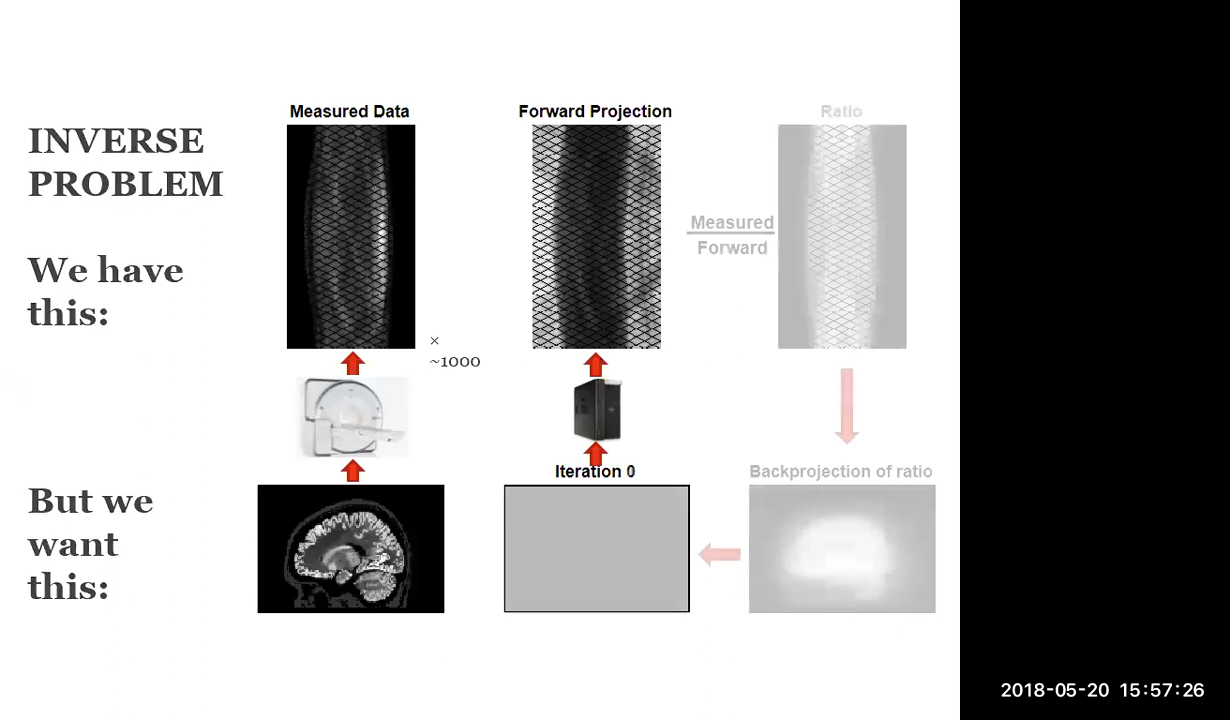 INVERSE
PROBLEM
We have
this:
But we
want
this:
Measured Data
×
~1000
Forward Projection
Iteration 0
Measured
Forward
Ratio
Backprojection of ratio
2018-05-20 15:57:26